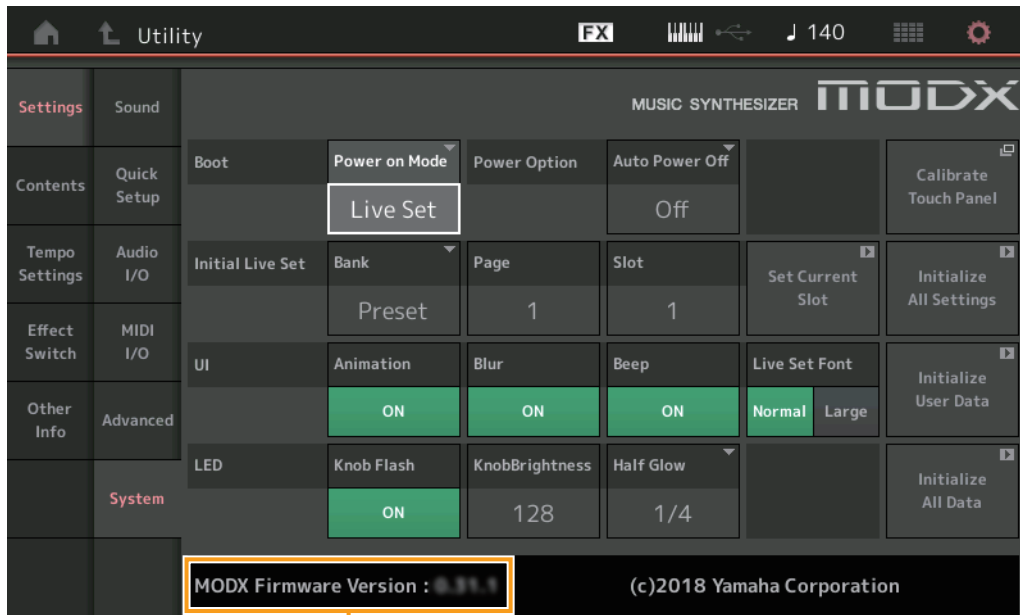 Utility
FX
♩ 140
Settings
Sound
MUSIC SYNTHESIZER MODX
Contents
Quick
Setup
Tempo
Settings
Audio
I/O
Effect
Switch
MIDI
I/O
Other
Info
Advanced
System
Boot
Power on Mode
Live Set
Power Option
Auto Power Off
Off
Calibrate
Touch Panel
Initial Live Set
Bank
Preset
Page
1
Slot
1
Set Current
Slot
Initialize
All Settings
UI
Animation
ON
Blur
ON
Beep
ON
Live Set Font
Normal
Large
Initialize
User Data
LED
Knob Flash
ON
KnobBrightness
128
Half Glow
1/4
Initialize
All Data
MODX Firmware Version :
(c)2018 Yamaha Corporation